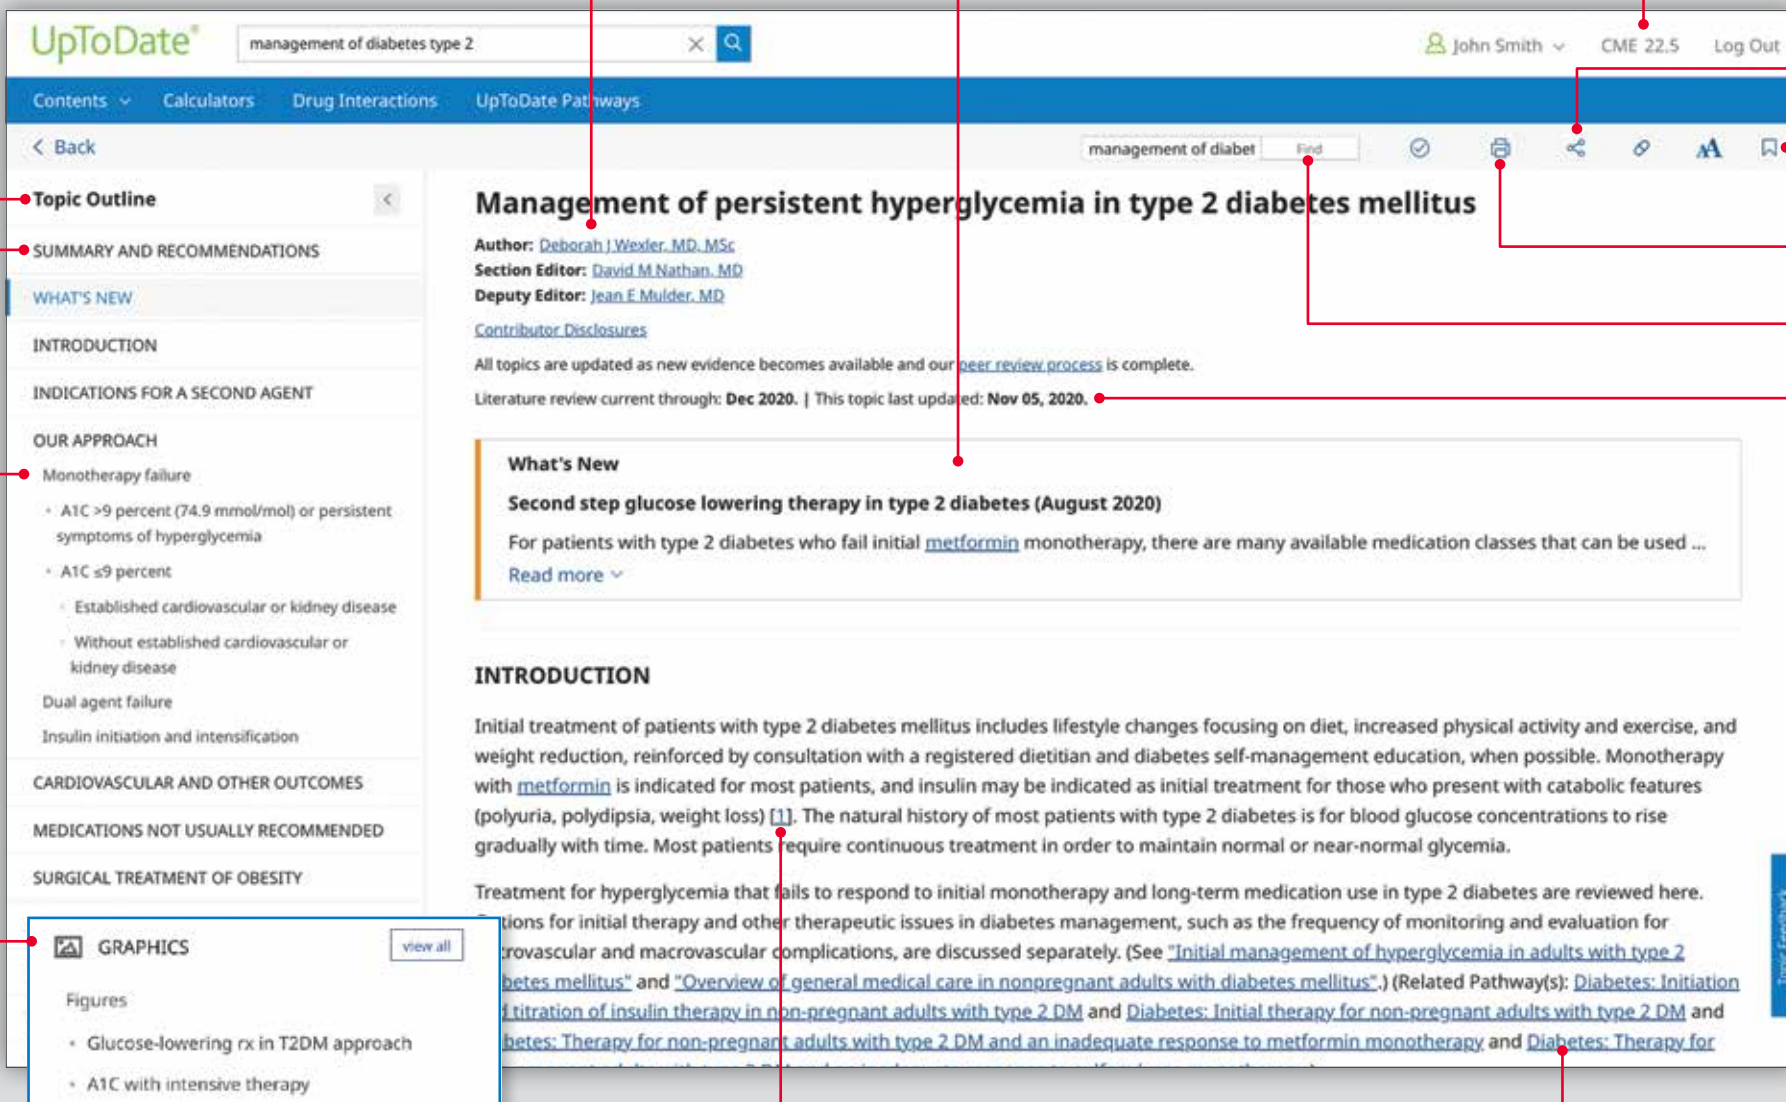 UpToDate®
management of diabetes type 2
John Smith
CME 22.5
Log Out
Contents
Calculators
Drug Interactions
UpToDate Pathways
Back
management of diabet
Find
Topic Outline
SUMMARY AND RECOMMENDATIONS
WHAT'S NEW
INTRODUCTION
INDICATIONS FOR A SECOND AGENT
OUR APPROACH
Monotherapy failure
• A1C >9 percent (74.9 mmol/mol) or persistent
symptoms of hyperglycemia
• A1C ≤9 percent
• Established cardiovascular or kidney disease
• Without established cardiovascular or
kidney disease
Dual agent failure
Insulin initiation and intensification
CARDIOVASCULAR AND OTHER OUTCOMES
MEDICATIONS NOT USUALLY RECOMMENDED
SURGICAL TREATMENT OF OBESITY
GRAPHICS
view all
Figures
• Glucose-lowering rx in T2DM approach
• A1C with intensive therapy
Management of persistent hyperglycemia in type 2 diabetes mellitus
Author: Deborah J Wexler, MD, MSc
Section Editor: David M Nathan, MD
Deputy Editor: Jean E Mulder, MD
Contributor Disclosures
All topics are updated as new evidence becomes available and our peer review process is complete.
Literature review current through: Dec 2020. | This topic last updated: Nov 05, 2020.
What's New
Second step glucose lowering therapy in type 2 diabetes (August 2020)
For patients with type 2 diabetes who fail initial metformin monotherapy, there are many available medication classes that can be used ...
Read more
INTRODUCTION
Initial treatment of patients with type 2 diabetes mellitus includes lifestyle changes focusing on diet, increased physical activity and exercise, and
weight reduction, reinforced by consultation with a registered dietitian and diabetes self-management education, when possible. Monotherapy
with metformin is indicated for most patients, and insulin may be indicated as initial treatment for those who present with catabolic features
(polyuria, polydipsia, weight loss) [1]. The natural history of most patients with type 2 diabetes is for blood glucose concentrations to rise
gradually with time. Most patients require continuous treatment in order to maintain normal or near-normal glycemia.
Treatment for hyperglycemia that fails to respond to initial monotherapy and long-term medication use in type 2 diabetes are reviewed here.
tions for initial therapy and other therapeutic issues in diabetes management, such as the frequency of monitoring and evaluation for
rovascular and macrovascular complications, are discussed separately. (See "Initial management of hyperglycemia in adults with type 2
betes mellitus" and "Overview of general medical care in nonpregnant adults with diabetes mellitus".) (Related Pathway(s): Diabetes: Initiation
titration of insulin therapy in non-pregnant adults with type 2 DM and Diabetes: Initial therapy for non-pregnant adults with type 2 DM and
betes: Therapy for non-pregnant adults with type 2 DM and an inadequate response to metformin monotherapy and Diabetes: Therapy for
Topic Feedback